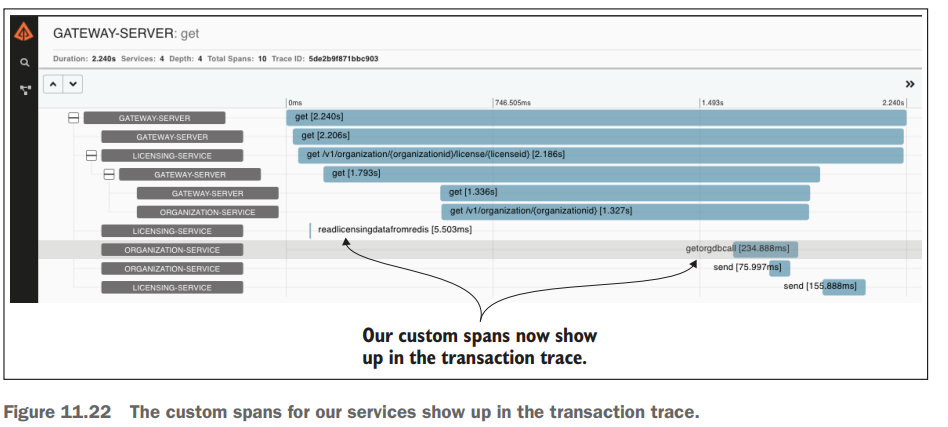 GATEWAY-SERVER: get
Duration: 2.240s Services: 4 Depth: 4 Total Spans: 10 Trace ID: 5de2b9f871bbc903
0ms 746.505ms 1.493s 2.240s
GATEWAY-SERVER get [2.240s]
GATEWAY-SERVER get [2.206s]
LICENSING-SERVICE get /v1/organization/{organizationid}/license/{licenseid} [2.186s]
GATEWAY-SERVER get [1.793s]
GATEWAY-SERVER get [1.336s]
ORGANIZATION-SERVICE get /v1/organization/{organizationid} [1.327s]
LICENSING-SERVICE readlicensingdatafromredis [5.503ms]
ORGANIZATION-SERVICE getorgdbcall [234.888ms]
ORGANIZATION-SERVICE send [75.997ms]
LICENSING-SERVICE send [155.888ms]
Our custom spans now show
up in the transaction trace.
Figure 11.22 The custom spans for our services show up in the transaction trace.